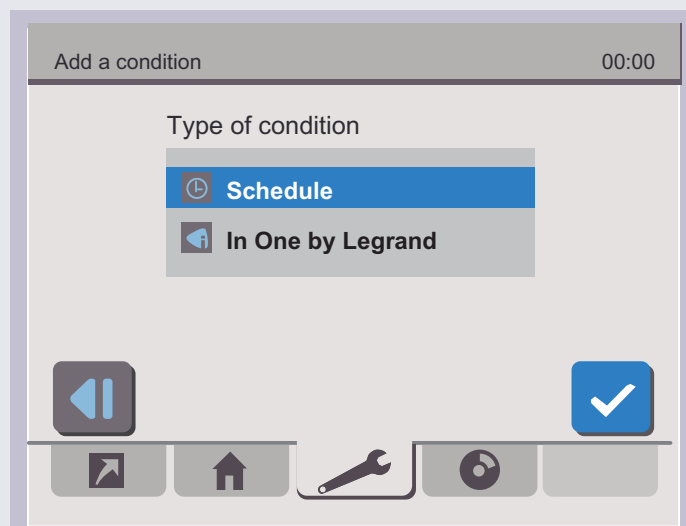 Add a condition 00:00
Type of condition
Schedule
In One by Legrand